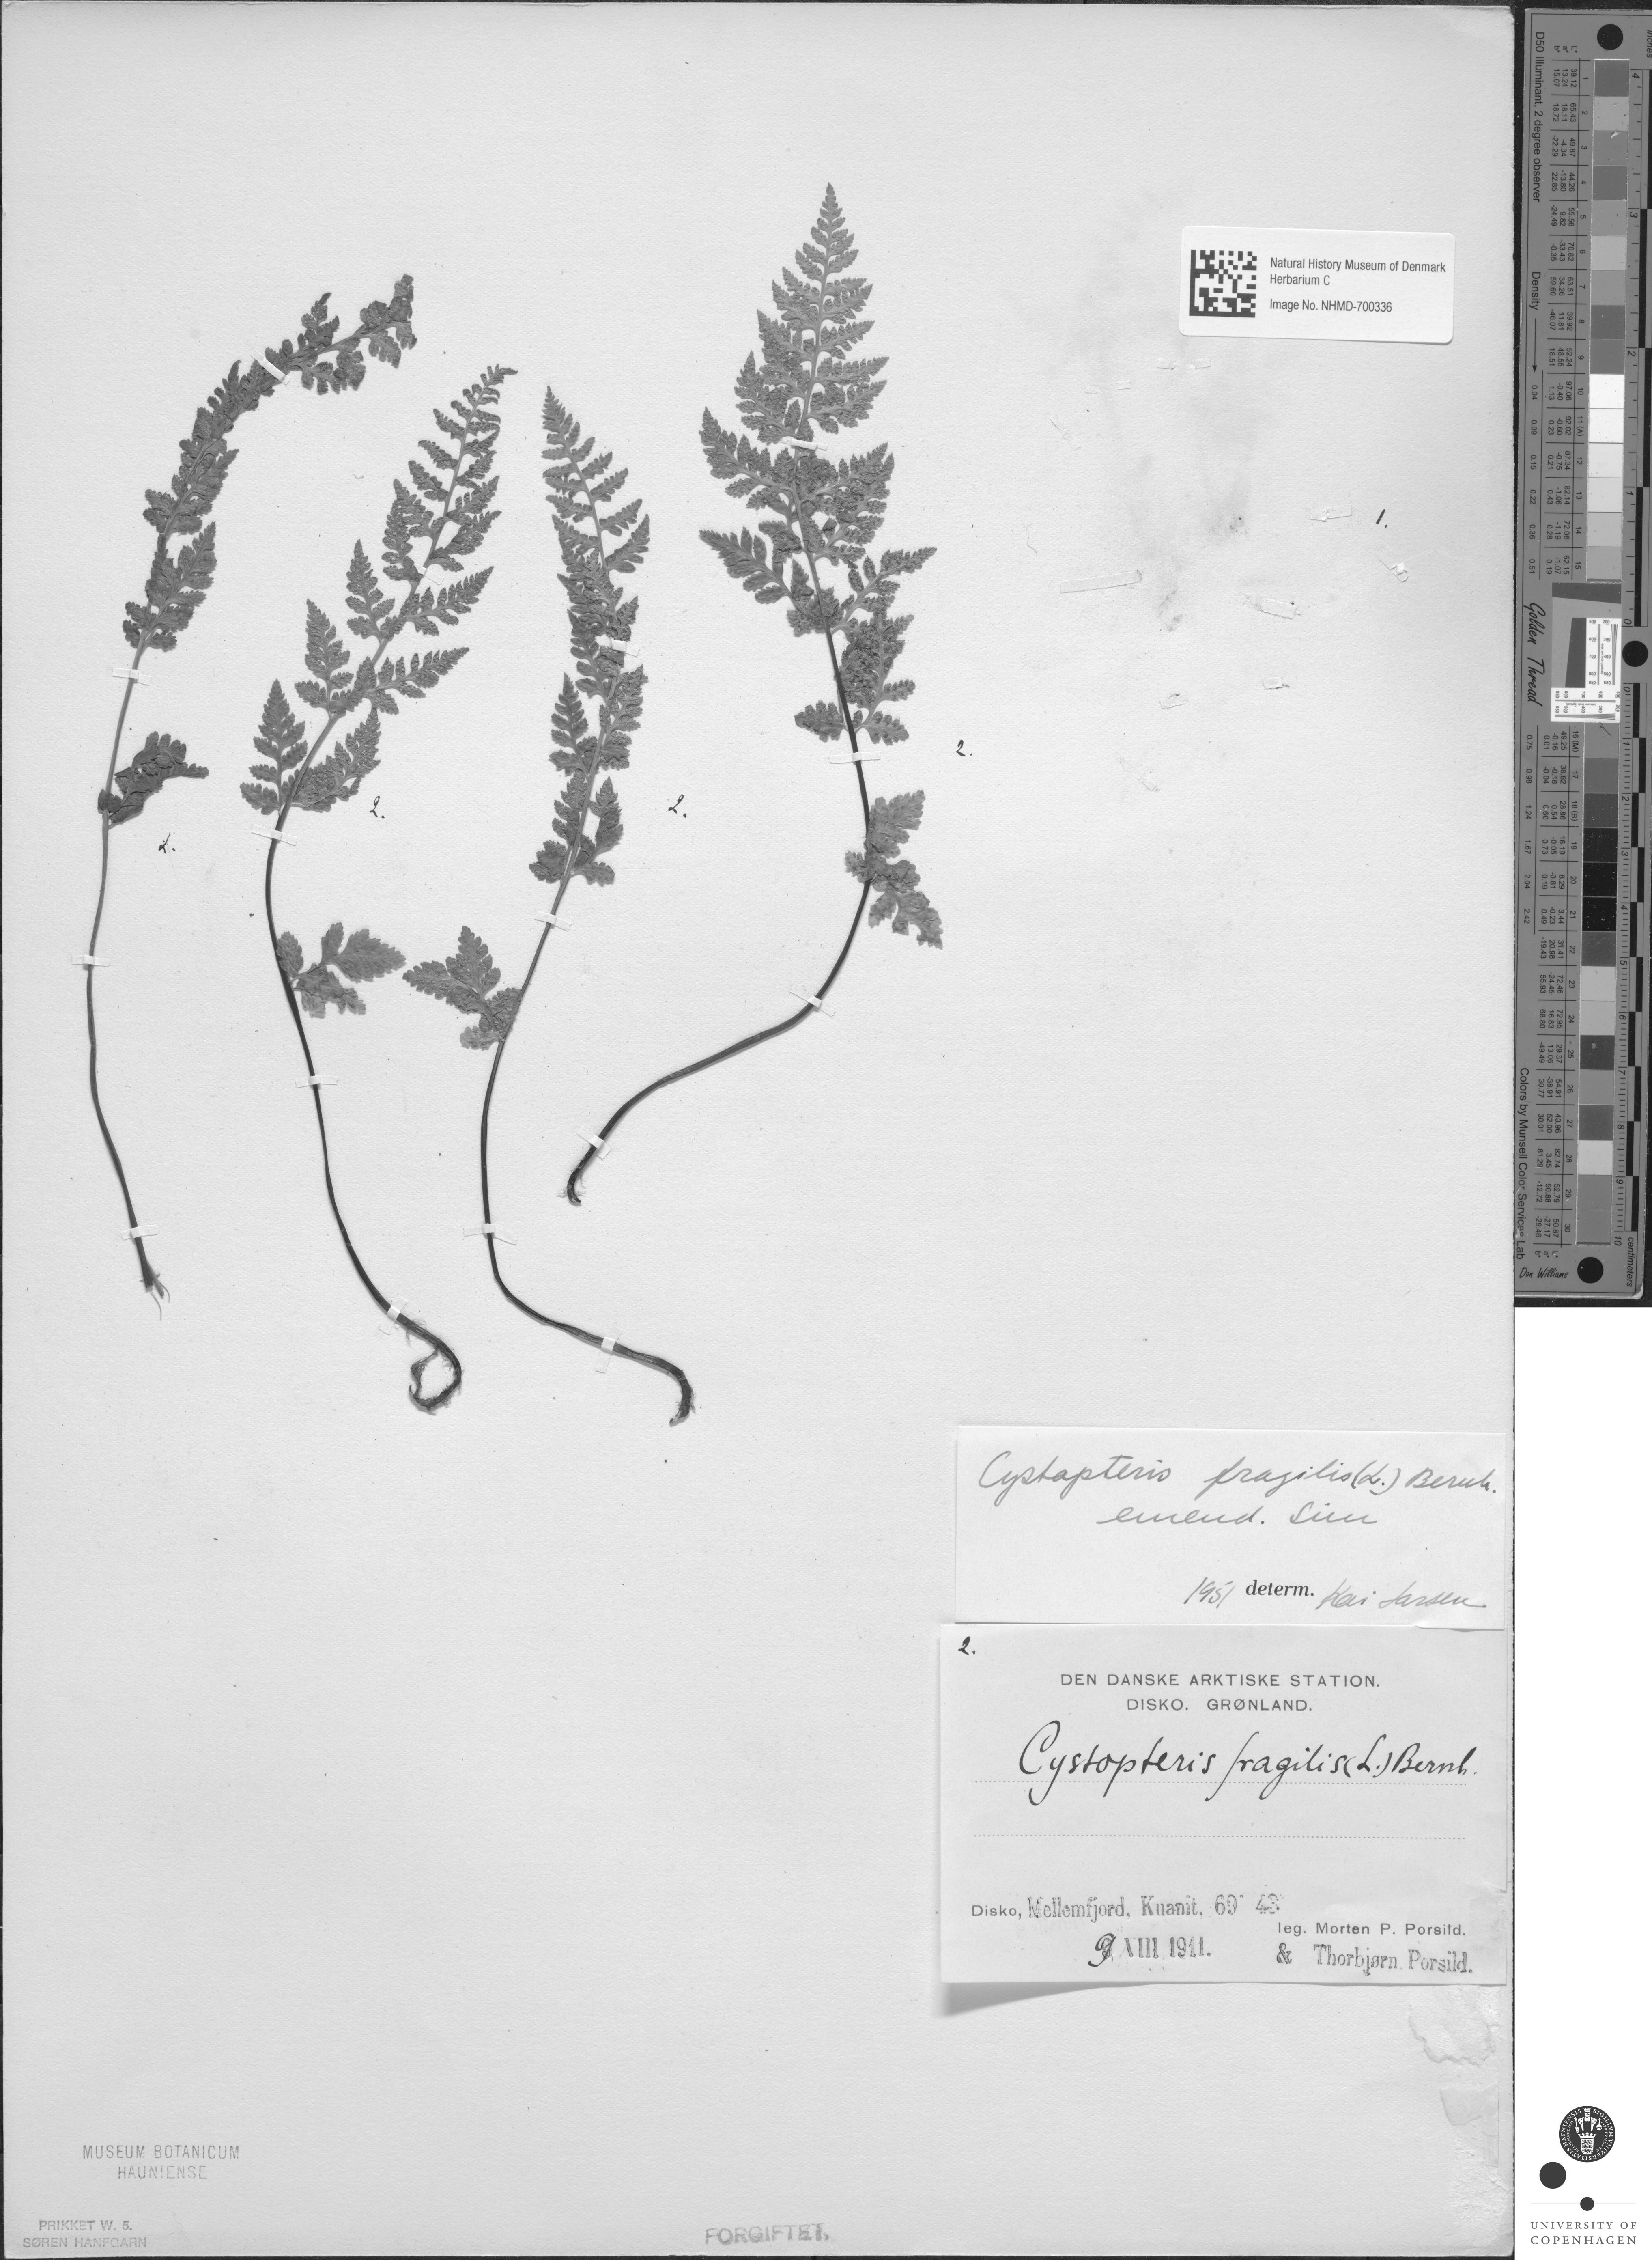 Natural History Museum of Denmark
Herbarium C
Image No. NHMD-700336
1.
2.
2.
2.
2.
Cystopteris fragilis (L.) Bernh.
emend. Sim
1951 determ. Kai Larsen
2.
DEN DANSKE ARKTISKE STATION.
DISKO. GRØNLAND.
Cystopteris fragilis (L.) Bernh.
Disko, Mellemfjord, Kuanit, 69° 43
leg. Morten P. Porsild.
9 VIII 1911.
& Thorbjørn Porsild.
MUSEUM BOTANICUM
HAUNIENSE
PRIKKET W. 5.
SØREN HANFGARN
FORGIFTET.
UNIVERSITY OF
COPENHAGEN
D50 Illuminant, 2 degree observer
Density
Golden Thread
Colors by Munsell Color Services Lab
Don Williams
inches
centimeters